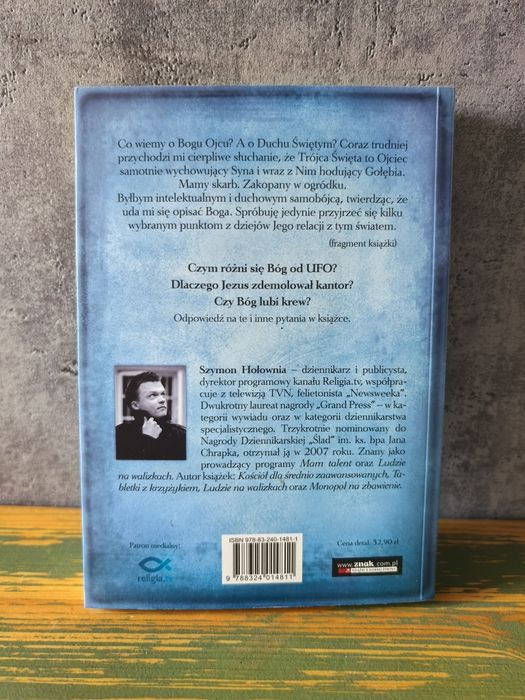 Co wiemy o Bogu Ojcu? A o Duchu Świętym? Coraz trudniej
przychodzi mi cierpliwe słuchanie, że Trójca Święta to Ojciec
samotnie wychowujący Syna i wraz z Nim hodujący Gołębia.
Mamy skarb. Zakopany w ogródku.
Byłbym intelektualnym i duchowym samobójcą, twierdząc, że
uda mi się opisać Boga. Spróbuję jedynie przyjrzeć się kilku
wybranym punktom z dziejów Jego relacji z tym światem.
(fragment książki)
Czym różni się Bóg od UFO?
Dlaczego Jezus zdemolował kantor?
Czy Bóg lubi krew?
Odpowiedź na te i inne pytania w książce.
Szymon Hołownia – dziennikarz i publicysta,
dyrektor programowy kanału Religia.tv, współpra-
cuje z telewizją TVN, felietonista „Newsweeka”.
Dwukrotny laureat nagrody „Grand Press” – w ka-
tegorii wywiadu oraz w kategorii dziennikarstwa
specjalistycznego. Trzykrotnie nominowany do
Nagrody Dziennikarskiej „Ślad” im. ks. bpa Jana
Chrapka, otrzymał ją w 2007 roku. Znany jako
prowadzący programy Mam talent oraz Ludzie
na walizkach. Autor książek: Kościół dla średnio zaawansowanych, Ta-
bletki z krzyżykiem, Ludzie na walizkach oraz Monopol na zbawienie.
Patron medialny:
religia.tv
ISBN 978-83-240-1481-1
9 788324 014811
Cena detal. 32,90 zł
www.znak.com.pl